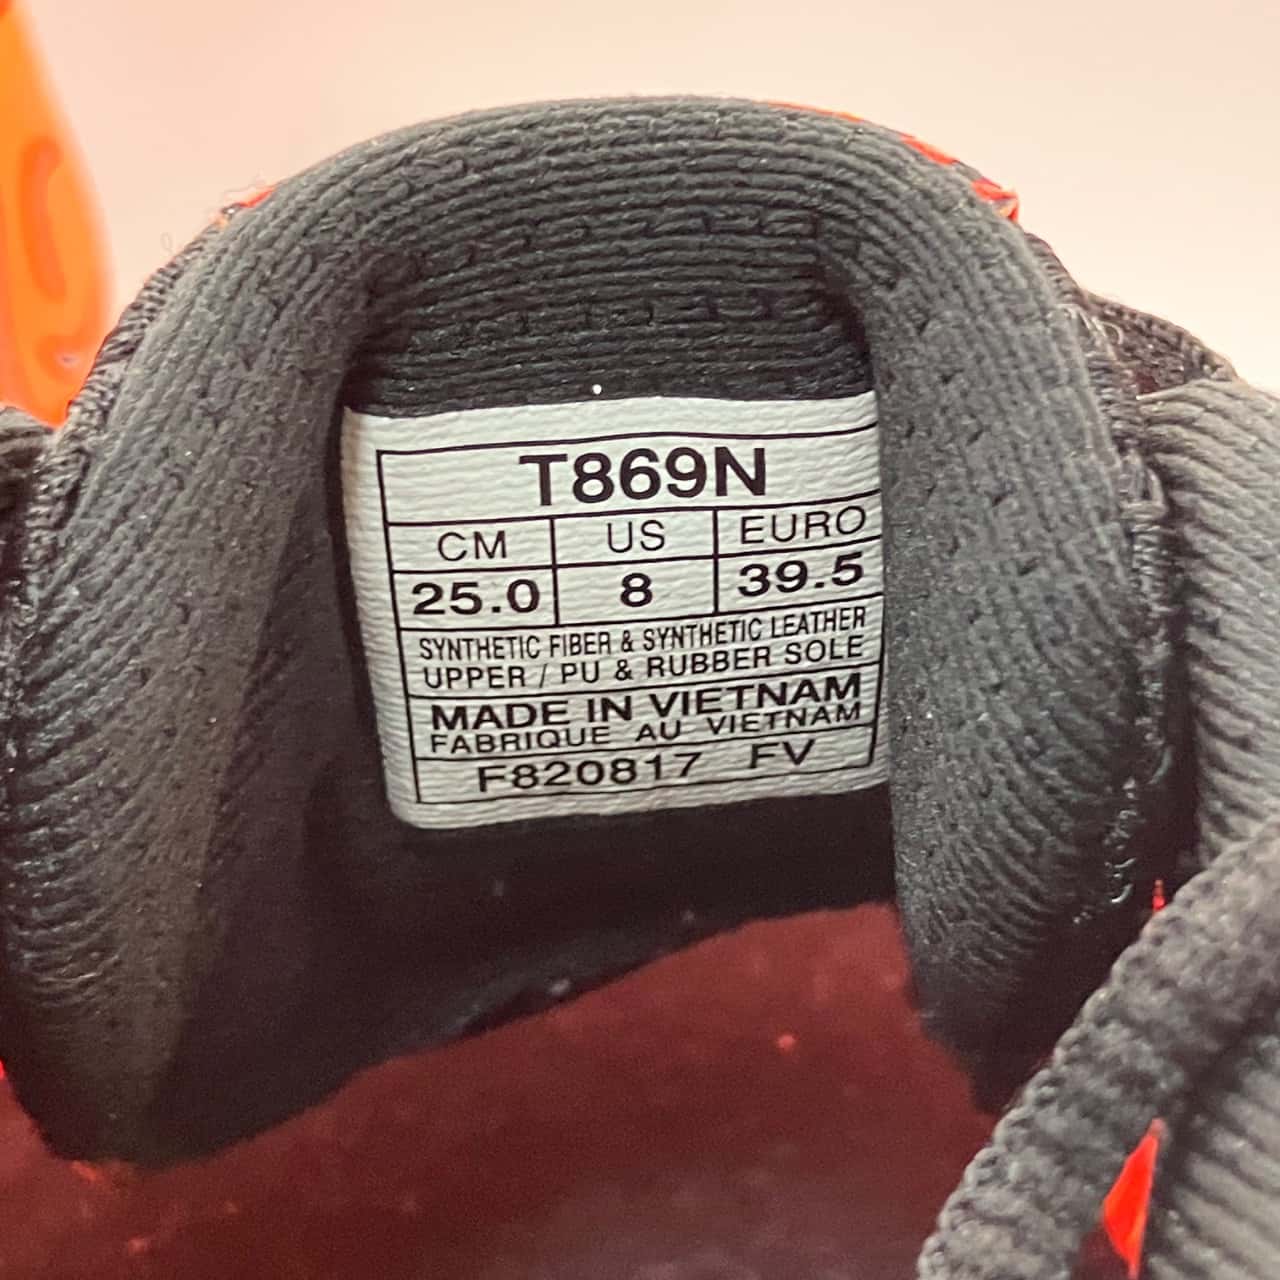 T869N
CM US EURO
25.0 8 39.5
SYNTHETIC FIBER & SYNTHETIC LEATHER
UPPER / PU & RUBBER SOLE
MADE IN VIETNAM
FABRIQUE AU VIETNAM
F820817 FV